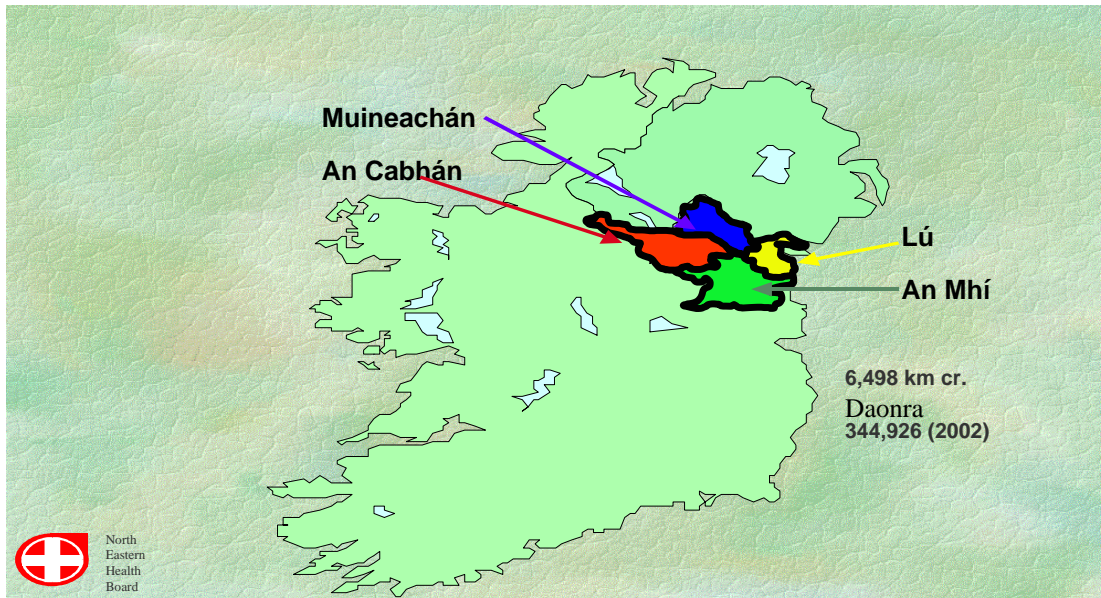 Muineachán
An Cabhán
Lú
An Mhí
6,498 km cr.
Daonra
344,926 (2002)
North
Eastern
Health
Board